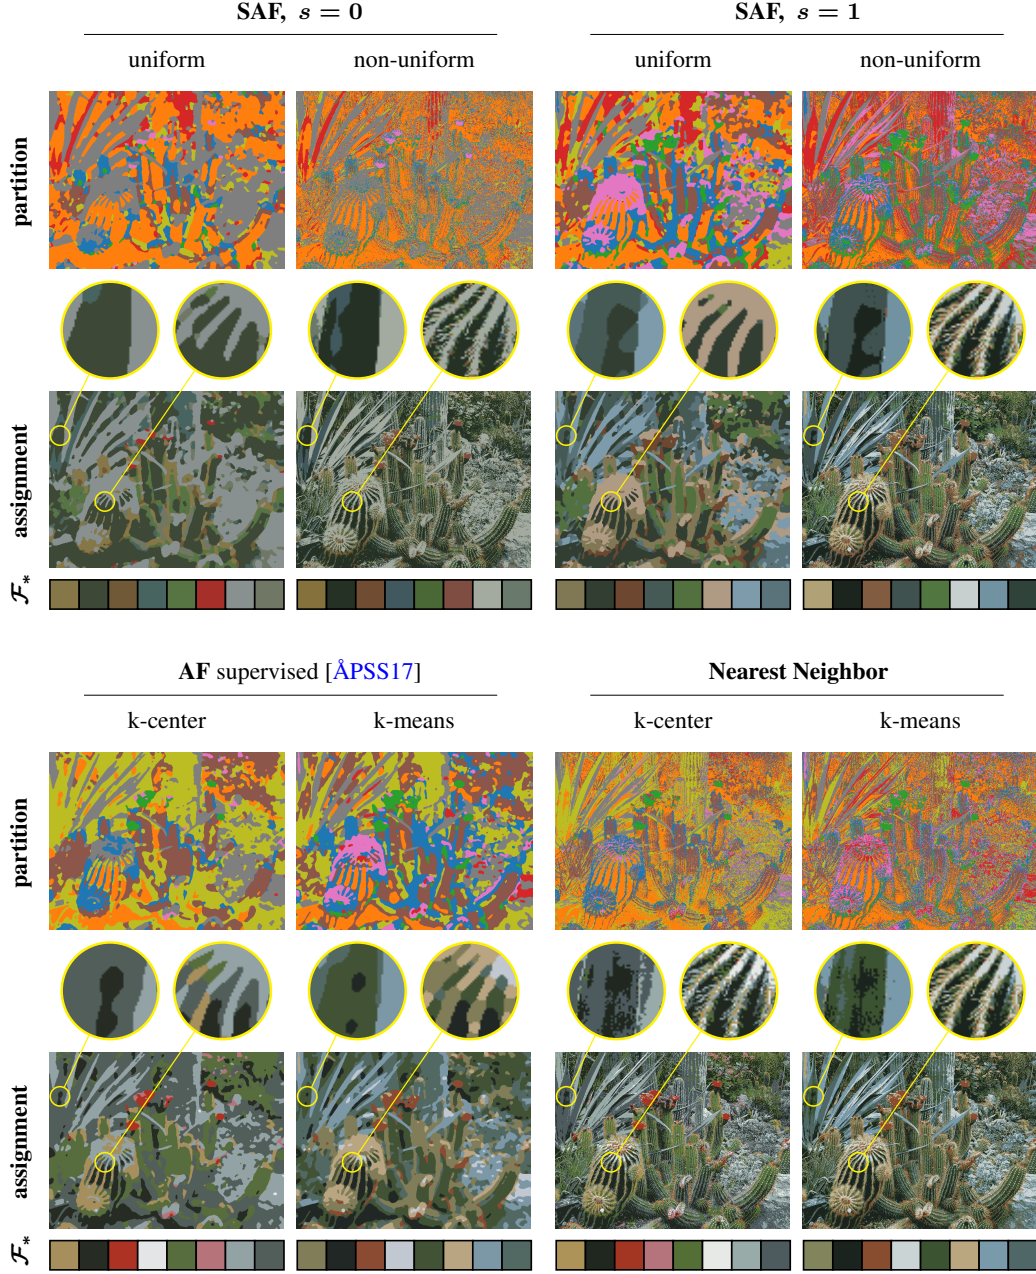 SAF, s = 0 SAF, s = 1
uniform non-uniform uniform non-uniform
partition
assignment
F*
AF supervised [ÅPSS17] Nearest Neighbor
k-center k-means k-center k-means
partition
assignment
F*